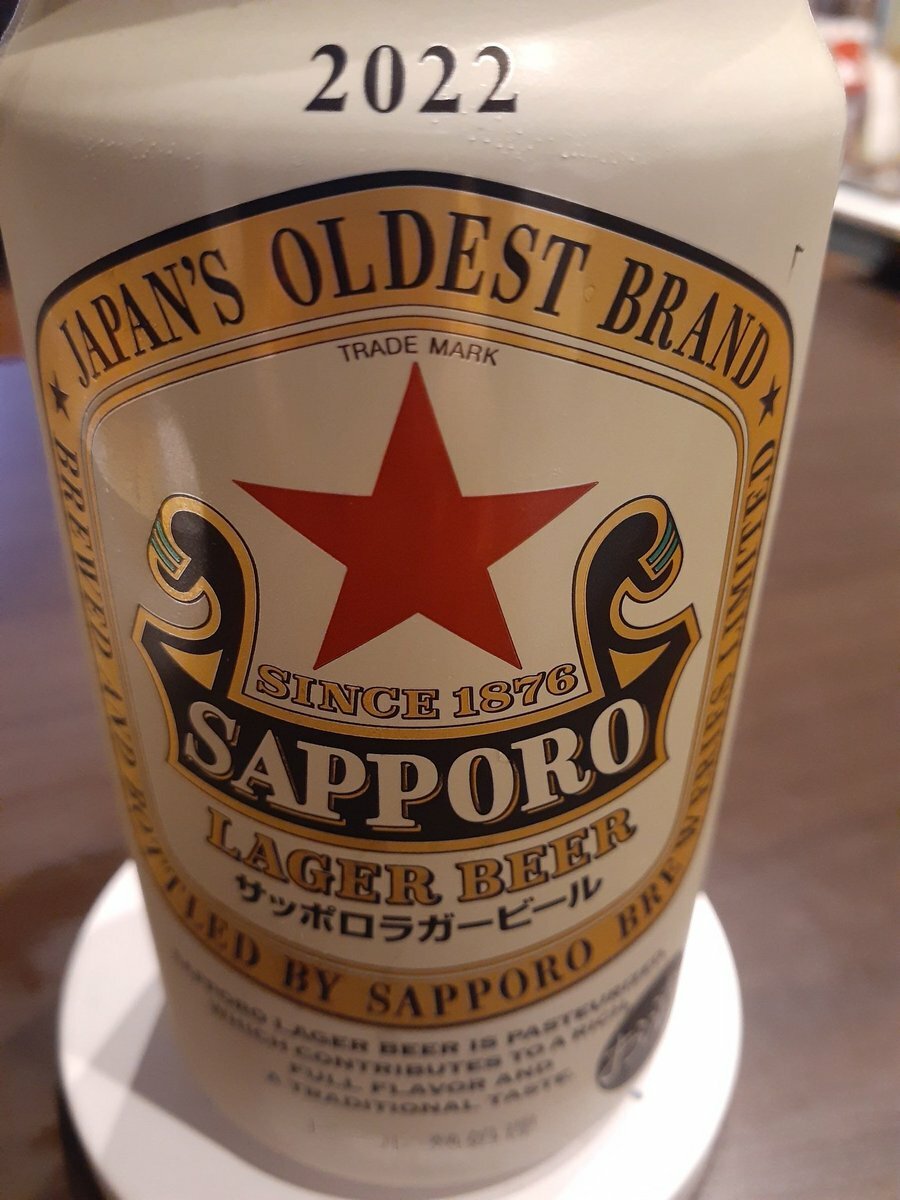 2022
JAPAN'S OLDEST BRAND
TRADE MARK
SINCE 1876
SAPPORO
LAGER BEER
サッポロラガービール
BREWED AND BOTTLED BY SAPPORO BREWERIES LIMITED
SAPPORO LAGER BEER IS PASTEURIZED
WHICH CONTRIBUTES TO A RICH,
FULL FLAVOR AND
A TRADITIONAL TASTE.